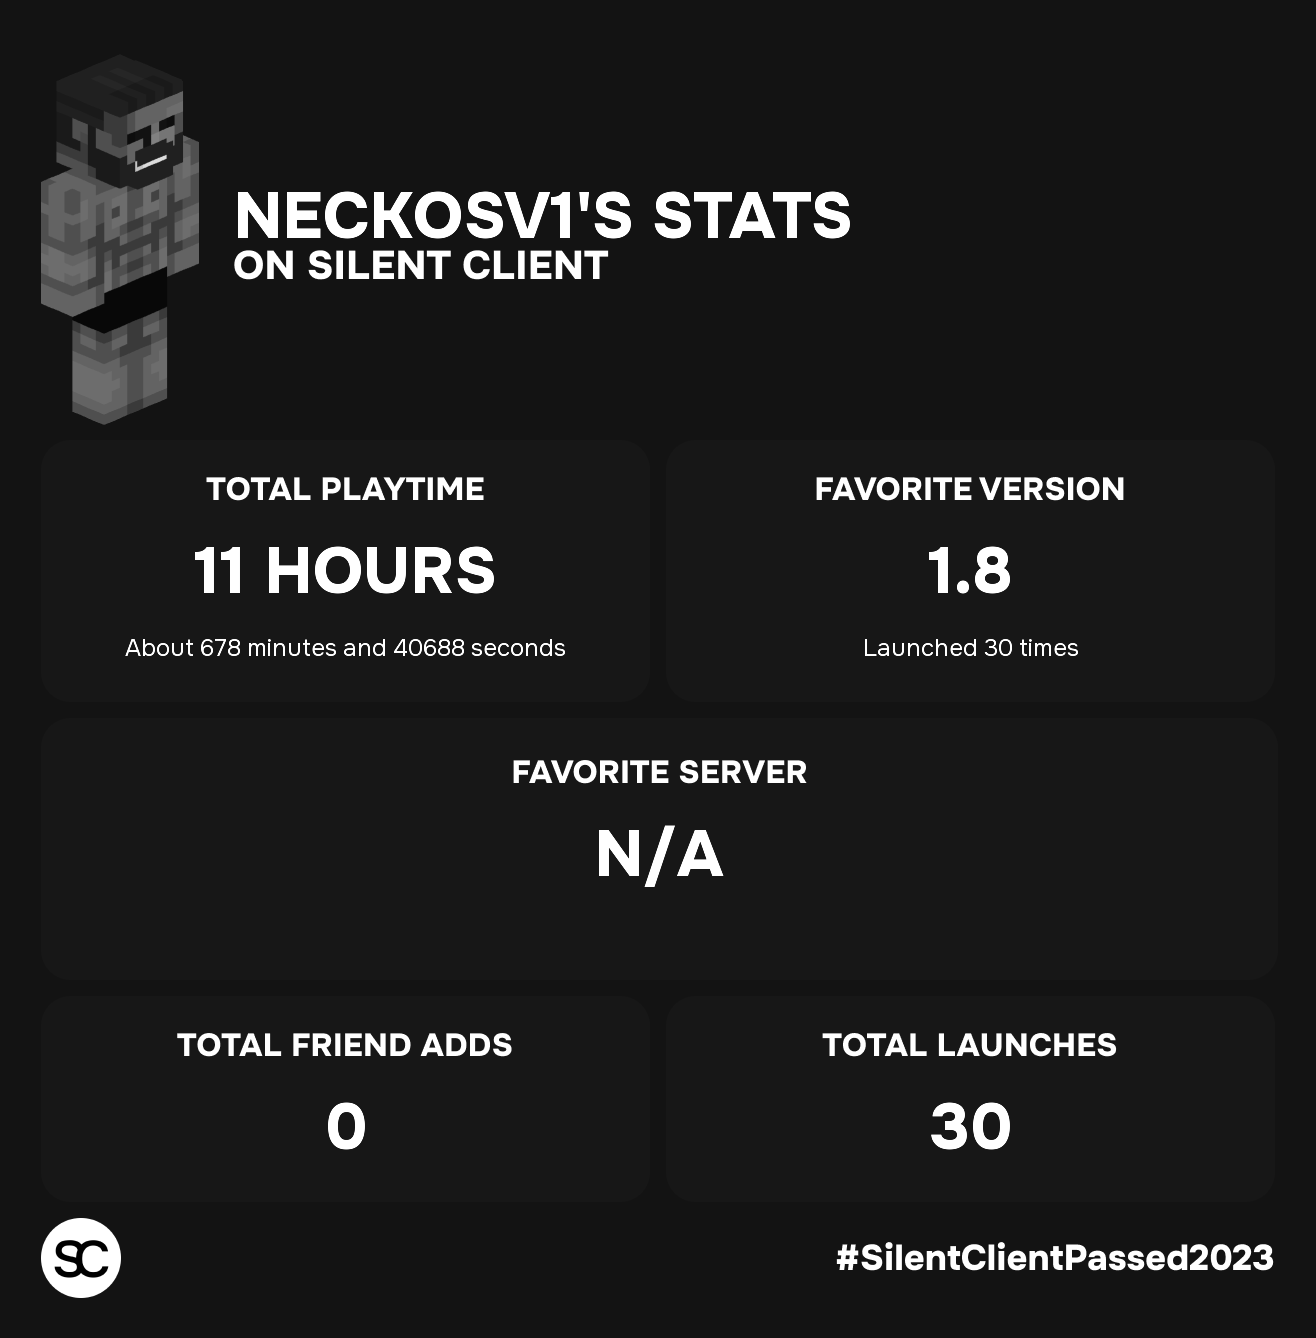 NECKOSV1'S STATS
ON SILENT CLIENT
TOTAL PLAYTIME
11 HOURS
About 678 minutes and 40688 seconds
FAVORITE VERSION
1.8
Launched 30 times
FAVORITE SERVER
N/A
TOTAL FRIEND ADDS
0
TOTAL LAUNCHES
30
SC
#SilentClientPassed2023